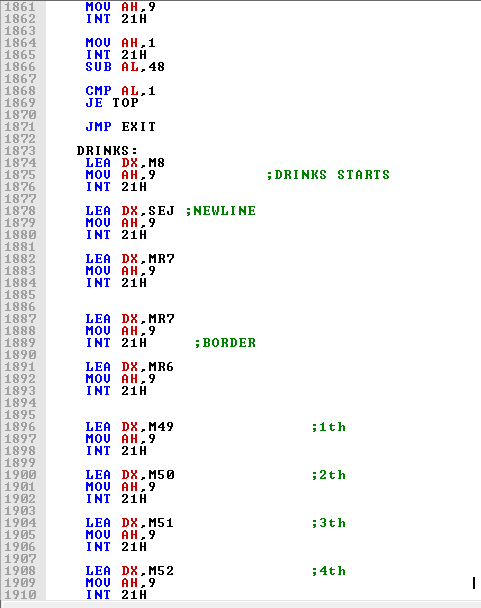 1861 MOV AH,9
1862 INT 21H
1863
1864 MOV AH,1
1865 INT 21H
1866 SUB AL,48
1867
1868 CMP AL,1
1869 JE TOP
1870
1871 JMP EXIT
1872
1873 DRINKS:
1874 LEA DX,M8
1875 MOV AH,9 ;DRINKS STARTS
1876 INT 21H
1877
1878 LEA DX,SEJ ;NEWLINE
1879 MOV AH,9
1880 INT 21H
1881
1882 LEA DX,MR7
1883 MOV AH,9
1884 INT 21H
1885
1886
1887 LEA DX,MR7
1888 MOV AH,9
1889 INT 21H ;BORDER
1890
1891 LEA DX,MR6
1892 MOV AH,9
1893 INT 21H
1894
1895
1896 LEA DX,M49 ;1th
1897 MOV AH,9
1898 INT 21H
1899
1900 LEA DX,M50 ;2th
1901 MOV AH,9
1902 INT 21H
1903
1904 LEA DX,M51 ;3th
1905 MOV AH,9
1906 INT 21H
1907
1908 LEA DX,M52 ;4th
1909 MOV AH,9
1910 INT 21H